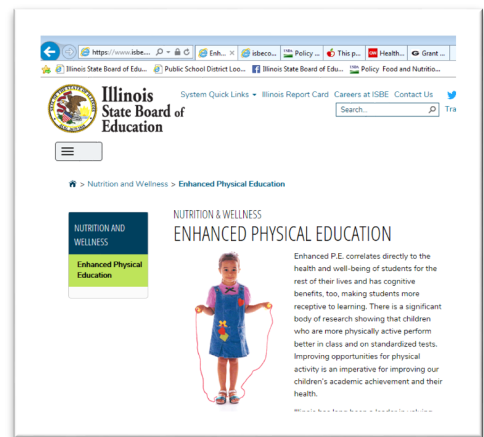 https://www.isbe... Enh... isbeco... Policy ... This p... Health... Grant ...
Illinois State Board of Edu... Public School District Loo... Illinois State Board of Edu... Policy Food and Nutritio...
System Quick Links Illinois Report Card Careers at ISBE Contact Us
Illinois
State Board of
Education
Search...
Tra
> Nutrition and Wellness > Enhanced Physical Education
NUTRITION AND
WELLNESS
Enhanced Physical
Education
NUTRITION & WELLNESS
ENHANCED PHYSICAL EDUCATION
Enhanced P.E. correlates directly to the
health and well-being of students for the
rest of their lives and has cognitive
benefits, too, making students more
receptive to learning. There is a significant
body of research showing that children
who are more physically active perform
better in class and on standardized tests.
Improving opportunities for physical
activity is an imperative for improving our
children's academic achievement and their
health.